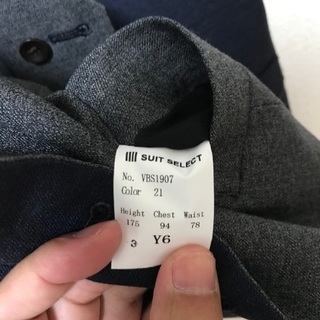 SUIT SELECT
No. VBS1907
Color 21
Height Chest Waist
175 94 78
3 Y6